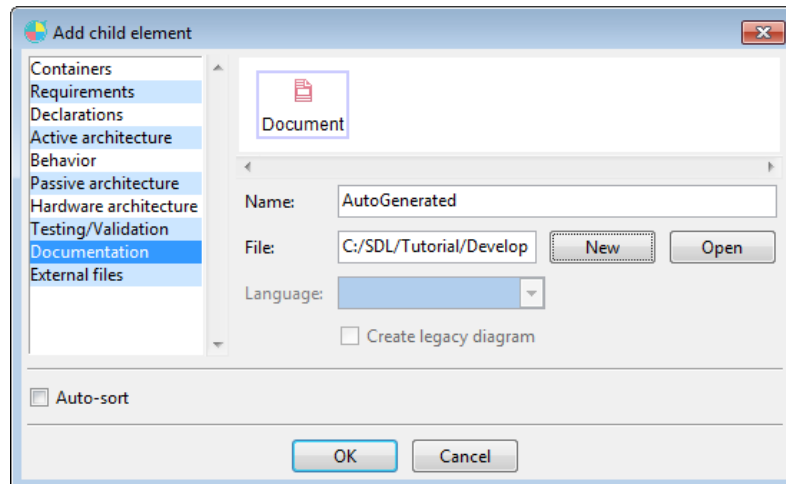 Add child element
Containers
Requirements
Declarations
Active architecture
Behavior
Passive architecture
Hardware architecture
Testing/Validation
Documentation
External files
Document
Name: AutoGenerated
File: C:/SDL/Tutorial/Develop New Open
Language:
Create legacy diagram
Auto-sort
OK Cancel